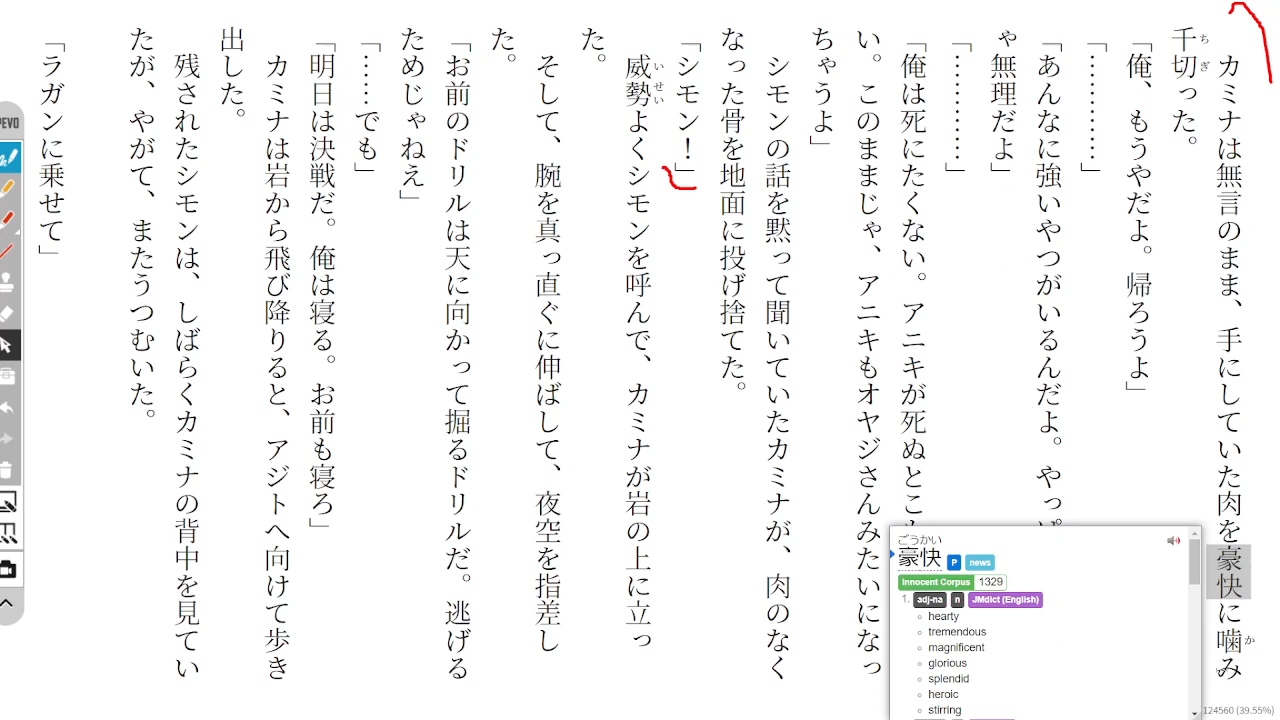 カミナは無言のまま、手にしていた肉を豪快に噛み
千切った。
「俺、もうやだよ。帰ろうよ」
「…………」
「あんなに強いやつがいるんだよ。やっぱ
ゃ無理だよ」
「…………」
「俺は死にたくない。アニキが死ぬとこ
い。このままじゃ、アニキもオヤジさんみたいになっ
ちゃうよ」
シモンの話を黙って聞いていたカミナが、肉のなく
なった骨を地面に投げ捨てた。
「シモン！」
威勢よくシモンを呼んで、カミナが岩の上に立っ
た。
そして、腕を真っ直ぐに伸ばして、夜空を指差し
た。
「お前のドリルは天に向かって掘るドリルだ。逃げる
ためじゃねえ」
「……でも」
「明日は決戦だ。俺は寝る。お前も寝ろ」
カミナは岩から飛び降りると、アジトへ向けて歩き
出した。
残されたシモンは、しばらくカミナの背中を見てい
たが、やがて、またうつむいた。
「ラガンに乗せて」
ちぎ
か
いせい
ごうかい
豪快 P news
Innocent Corpus 1329
1. adj-na n JMdict (English)
hearty
tremendous
magnificent
glorious
splendid
heroic
stirring
124560 (39.55%)
PEVO